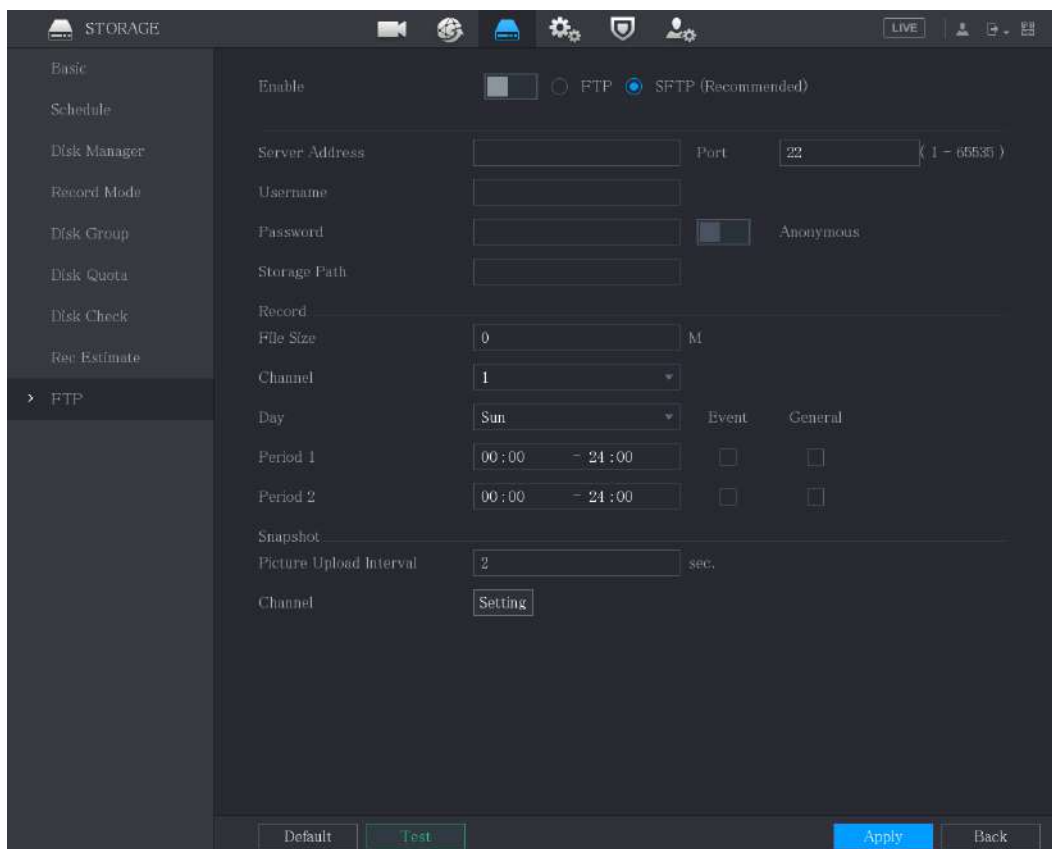 STORAGE LIVE
Basic
Enable FTP SFTP (Recommended)
Schedule
Disk Manager
Server Address Port 22 ( 1 - 65535 )
Record Mode
Username
Disk Group
Password Anonymous
Disk Quota
Storage Path
Disk Check
Record
File Size 0 M
Rec Estimate
Channel 1
FTP
Day Sun Event General
Period 1 00:00 - 24:00
Period 2 00:00 - 24:00
Snapshot
Picture Upload Interval 2 sec.
Channel Setting
Default Test Apply Back